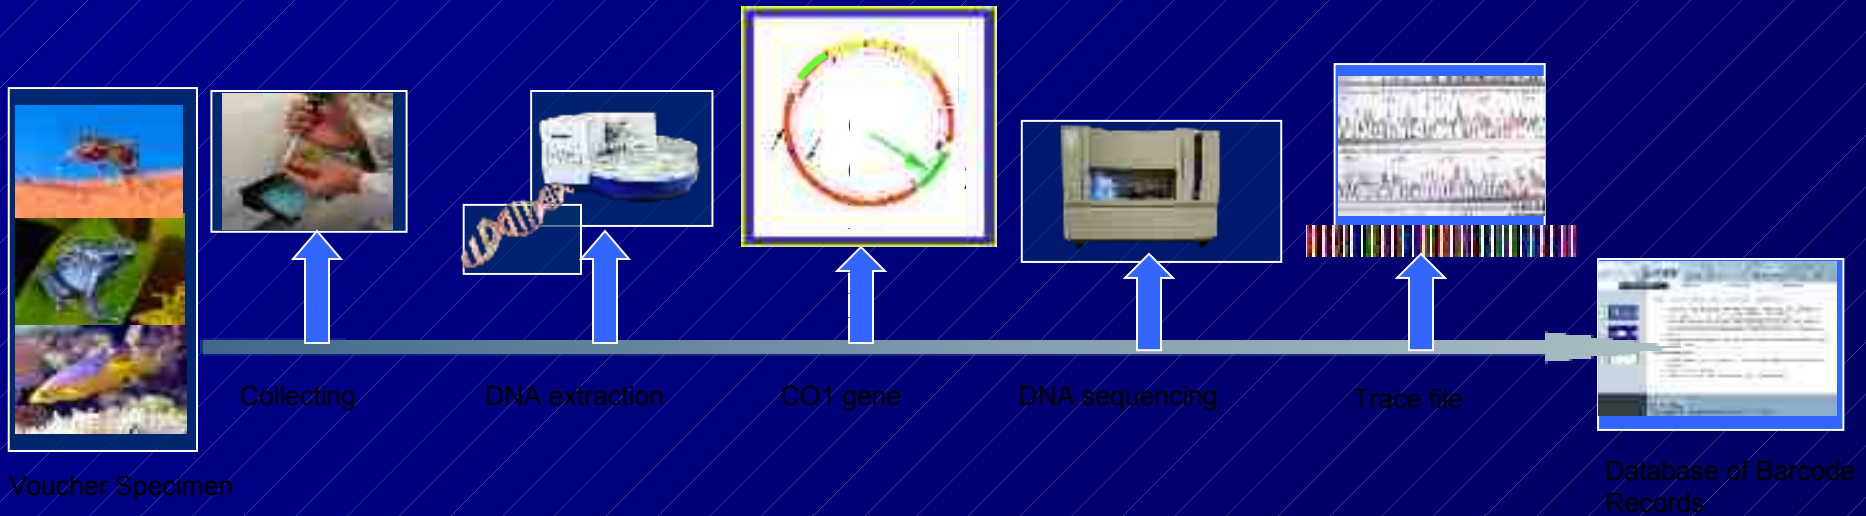 Collecting
DNA extraction
CO1 gene
DNA sequencing
Trace file
Voucher Specimen
Database of Barcode
Records